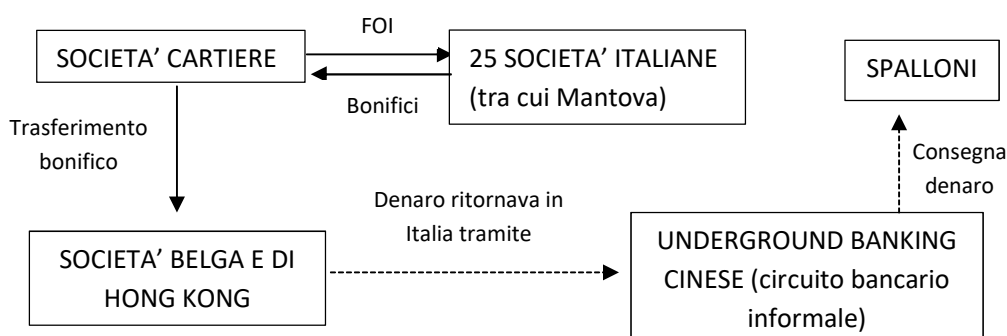 FOI
SOCIETA’ CARTIERE
25 SOCIETA’ ITALIANE
(tra cui Mantova)
SPALLONI
Bonifici
Trasferimento
bonifico
Consegna
denaro
Denaro ritornava in
Italia tramite
SOCIETA’ BELGA E DI
HONG KONG
UNDERGROUND BANKING
CINESE (circuito bancario
informale)